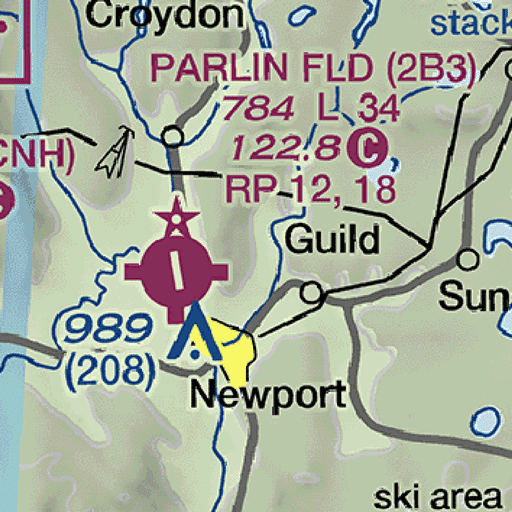 Croydon
stack
PARLIN FLD (2B3)
784 L 34
122.8 C
CNH)
RP 12, 18
C
Guild
Sun
989
(208)
Newport
ski area